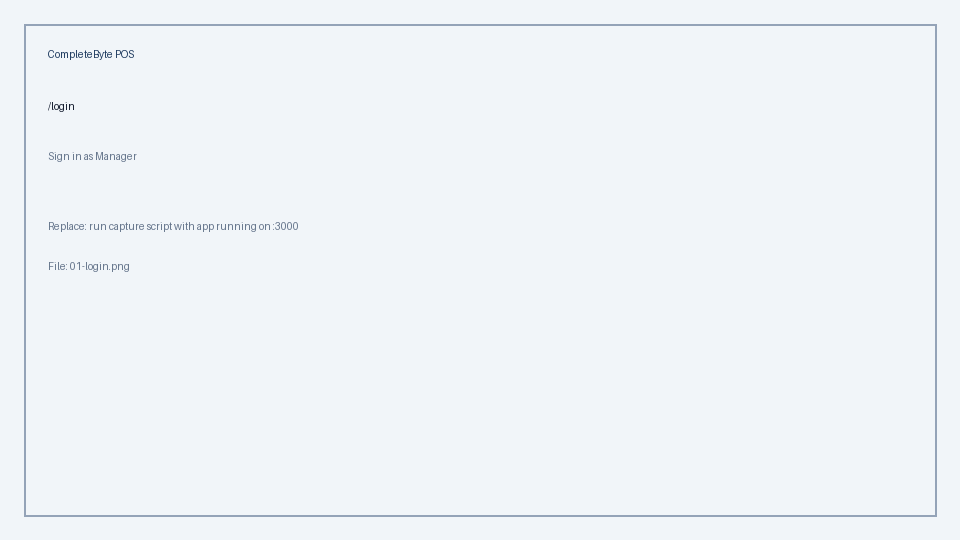 CompleteByte POS
/login
Sign in as Manager
Replace: run capture script with app running on :3000
File: 01-login.png